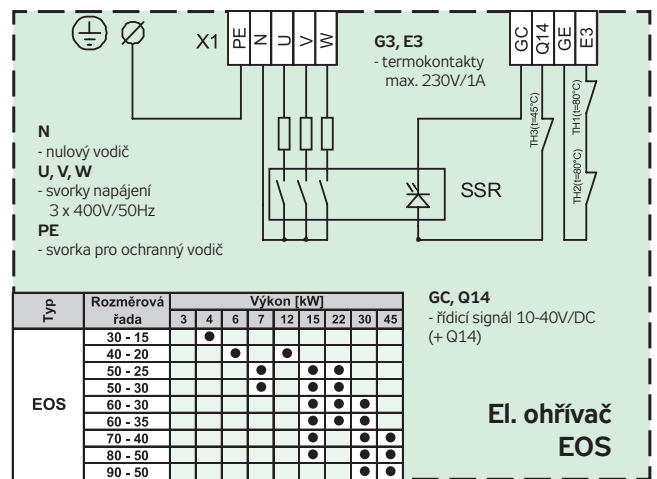 X1 PE N U V W
G3, E3
- termokontakty
max. 230V/1A
GC Q14 GE E3
TH3(t=45°C)
TH1(t=80°C)
TH2(t=80°C)
N
- nulový vodič
U, V, W
- svorky napájení
3 x 400V/50Hz
PE
- svorka pro ochranný vodič
SSR
GC, Q14
- řídicí signál 10-40V/DC
(+ Q14)
Typ Rozměrová řada Výkon [kW]
3 4 6 7 12 15 22 30 45
EOS
30 - 15 ●
40 - 20 ● ●
50 - 25 ● ● ●
50 - 30 ● ● ●
60 - 30 ● ● ●
60 - 35 ● ● ●
70 - 40 ● ● ●
80 - 50 ● ● ●
90 - 50 ● ●
El. ohřívač
EOS